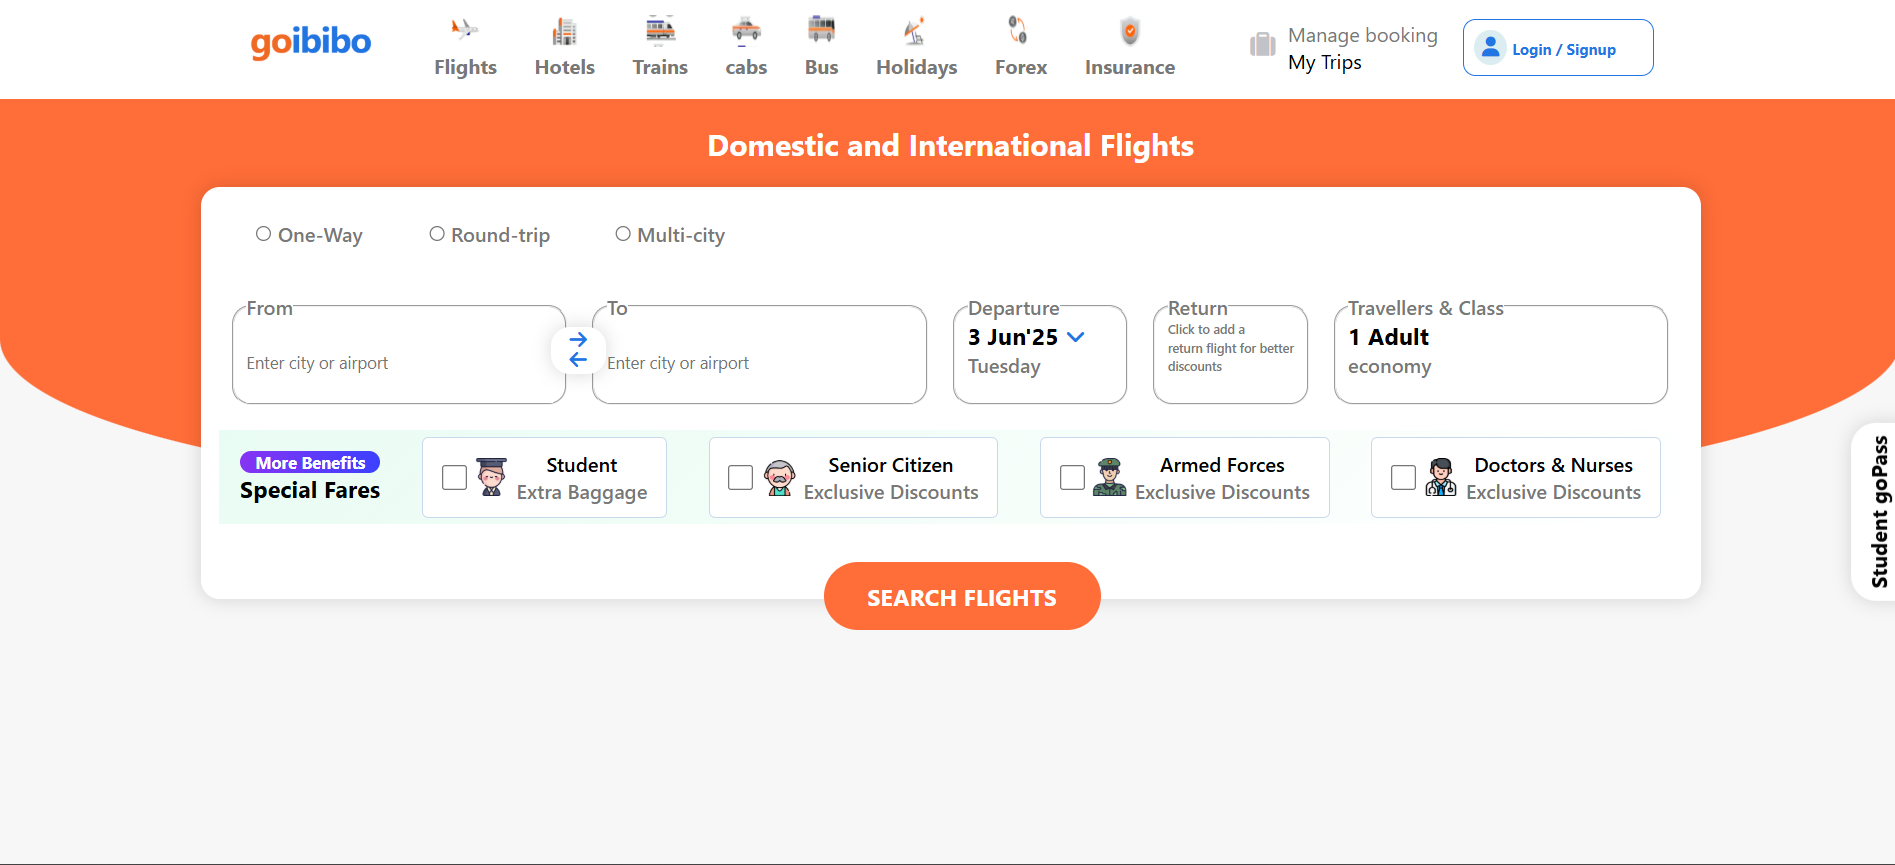 goibibo
Flights
Hotels
Trains
cabs
Bus
Holidays
Forex
Insurance
Manage booking
My Trips
Login / Signup
Domestic and International Flights
One-Way
Round-trip
Multi-city
From
Enter city or airport
To
Enter city or airport
Departure
3 Jun'25
Tuesday
Return
Click to add a
return flight for better
discounts
Travellers & Class
1 Adult
economy
More Benefits
Special Fares
Student
Extra Baggage
Senior Citizen
Exclusive Discounts
Armed Forces
Exclusive Discounts
Doctors & Nurses
Exclusive Discounts
SEARCH FLIGHTS
Student goPass